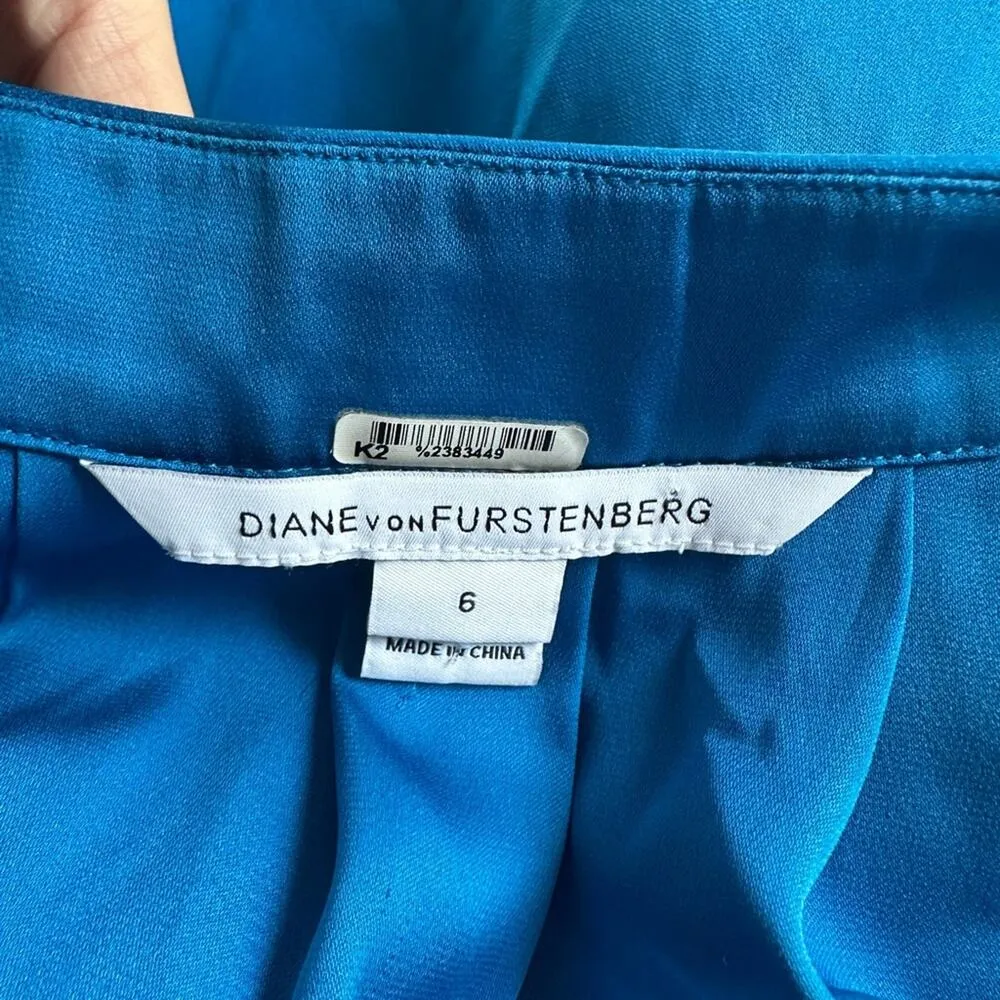 K2 %2383449
DIANE VON FURSTENBERG
6
MADE IN CHINA